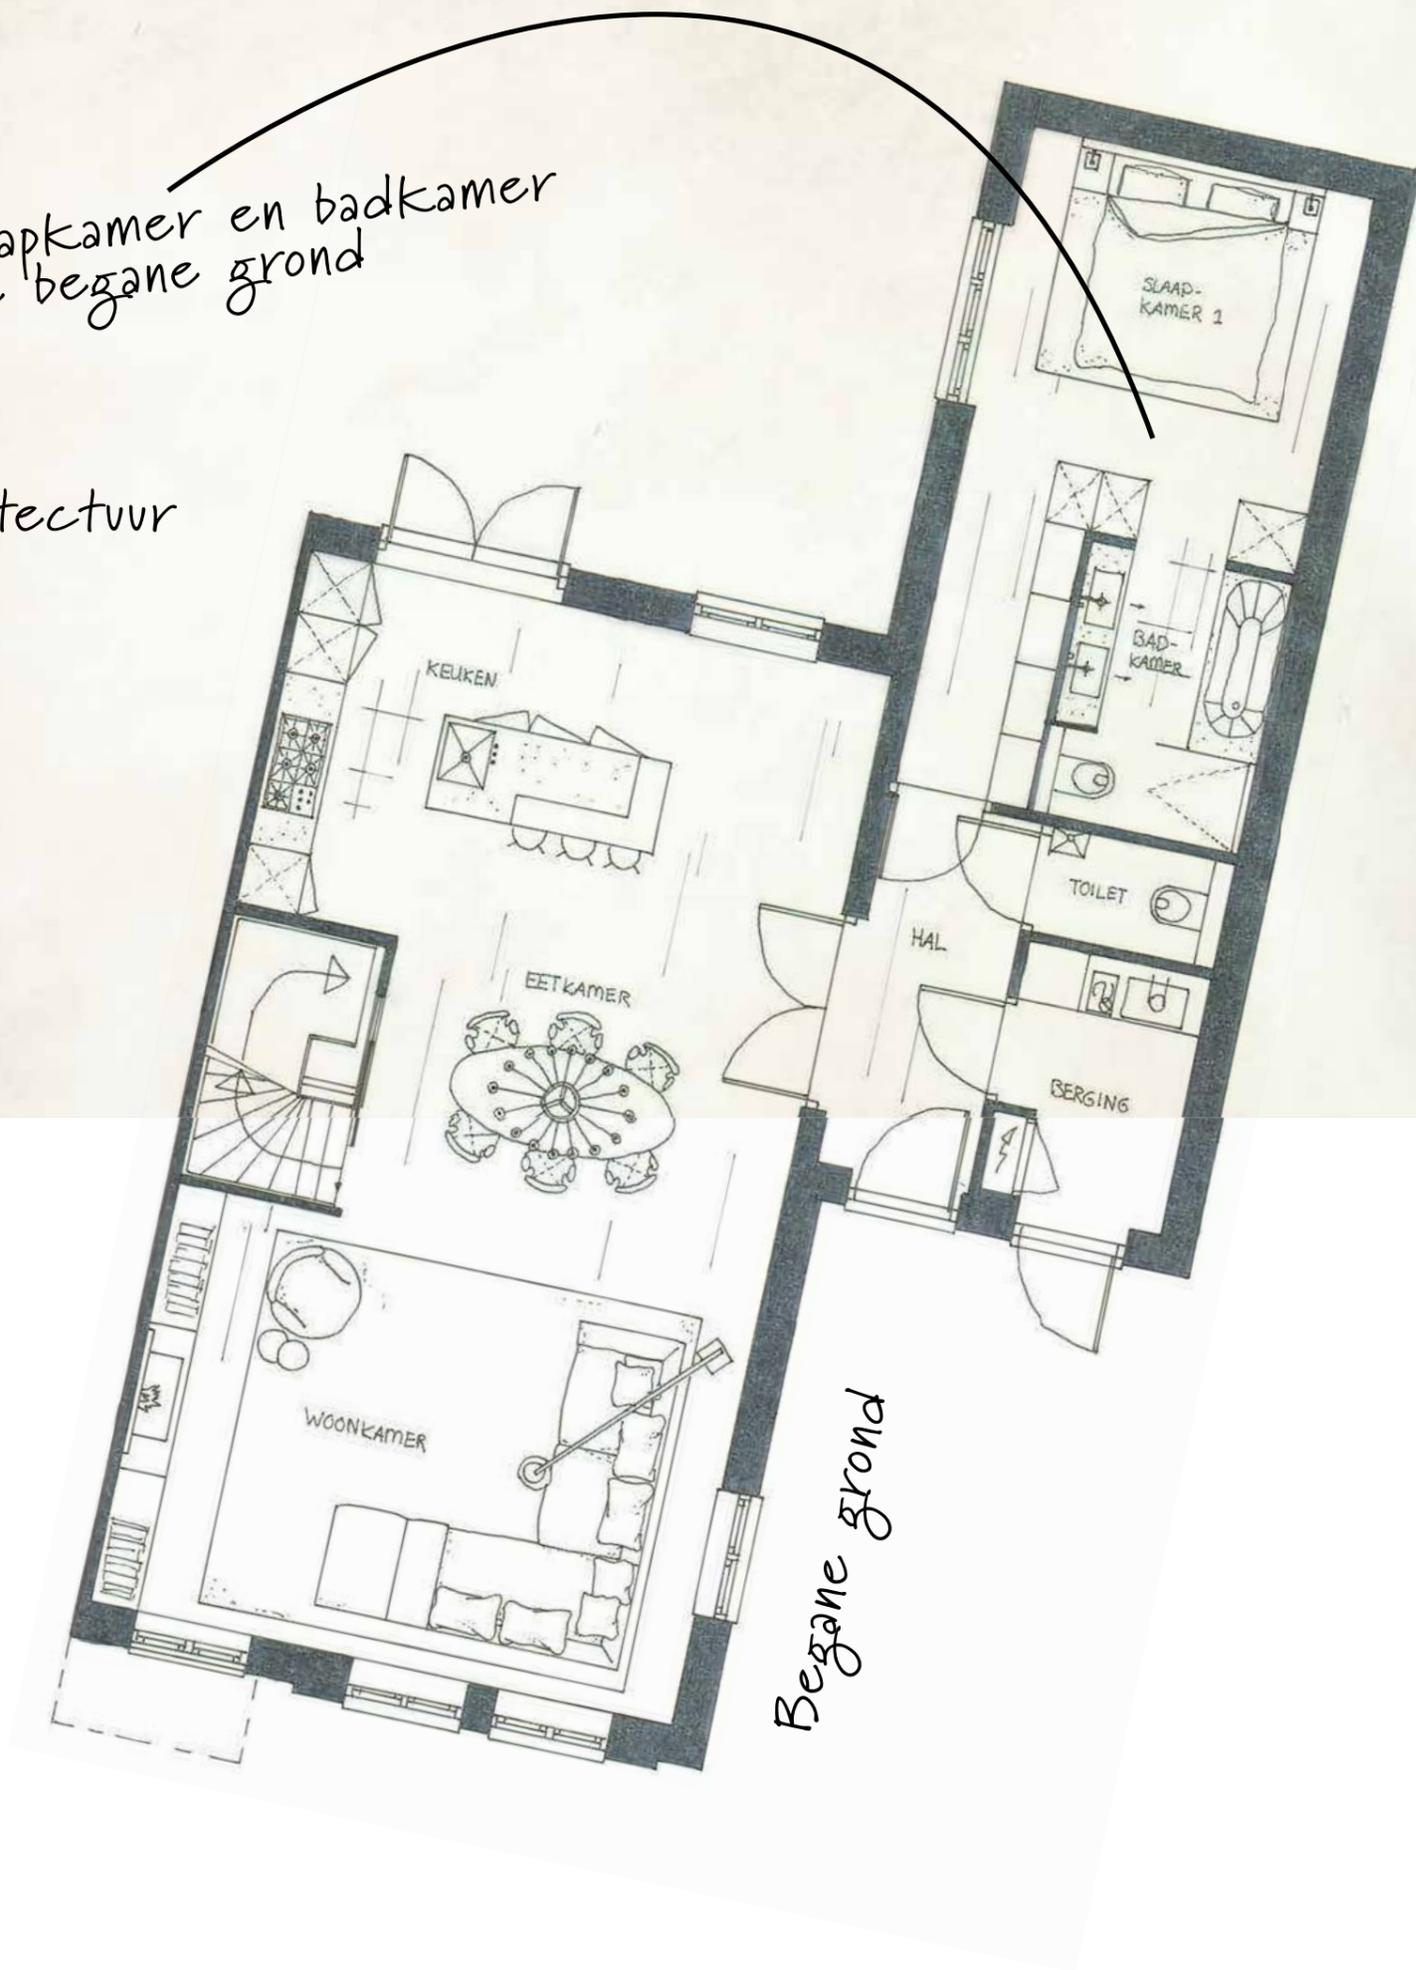 apkamer en badkamer
begane grond
tectuur
SLAAP-
KAMER 1
KEUKEN
BAD-
KAMER
TOILET
HAL
EETKAMER
BERGING
WOONKAMER
Begane grond